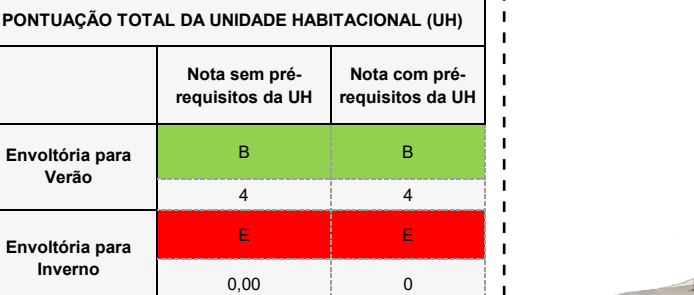 PONTUAÇÃO TOTAL DA UNIDADE HABITACIONAL (UH)
Nota sem pré-
requisitos da UH
Nota com pré-
requisitos da UH
Envoltória para
Verão
B
B
4
4
Envoltória para
Inverno
E
E
0,00
0